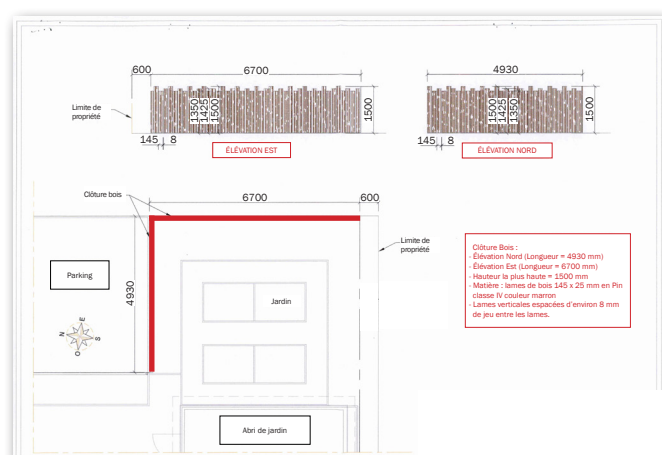 600
6700
4930
Limite de
propriété
1350
1425
1500
1500
1500
1425
1350
1500
145
8
145
8
ÉLÉVATION EST
ÉLÉVATION NORD
Clôture bois
6700
600
Limite de
propriété
Parking
4930
Jardin
N
E
S
O
Clôture Bois :
- Élévation Nord (Longueur = 4930 mm)
- Élévation Est (Longueur = 6700 mm)
- Hauteur la plus haute = 1500 mm
- Matière : lames de bois 145 x 25 mm en Pin
classe IV couleur marron
- Lames verticales espacées d'environ 8 mm
de jeu entre les lames.
Abri de jardin